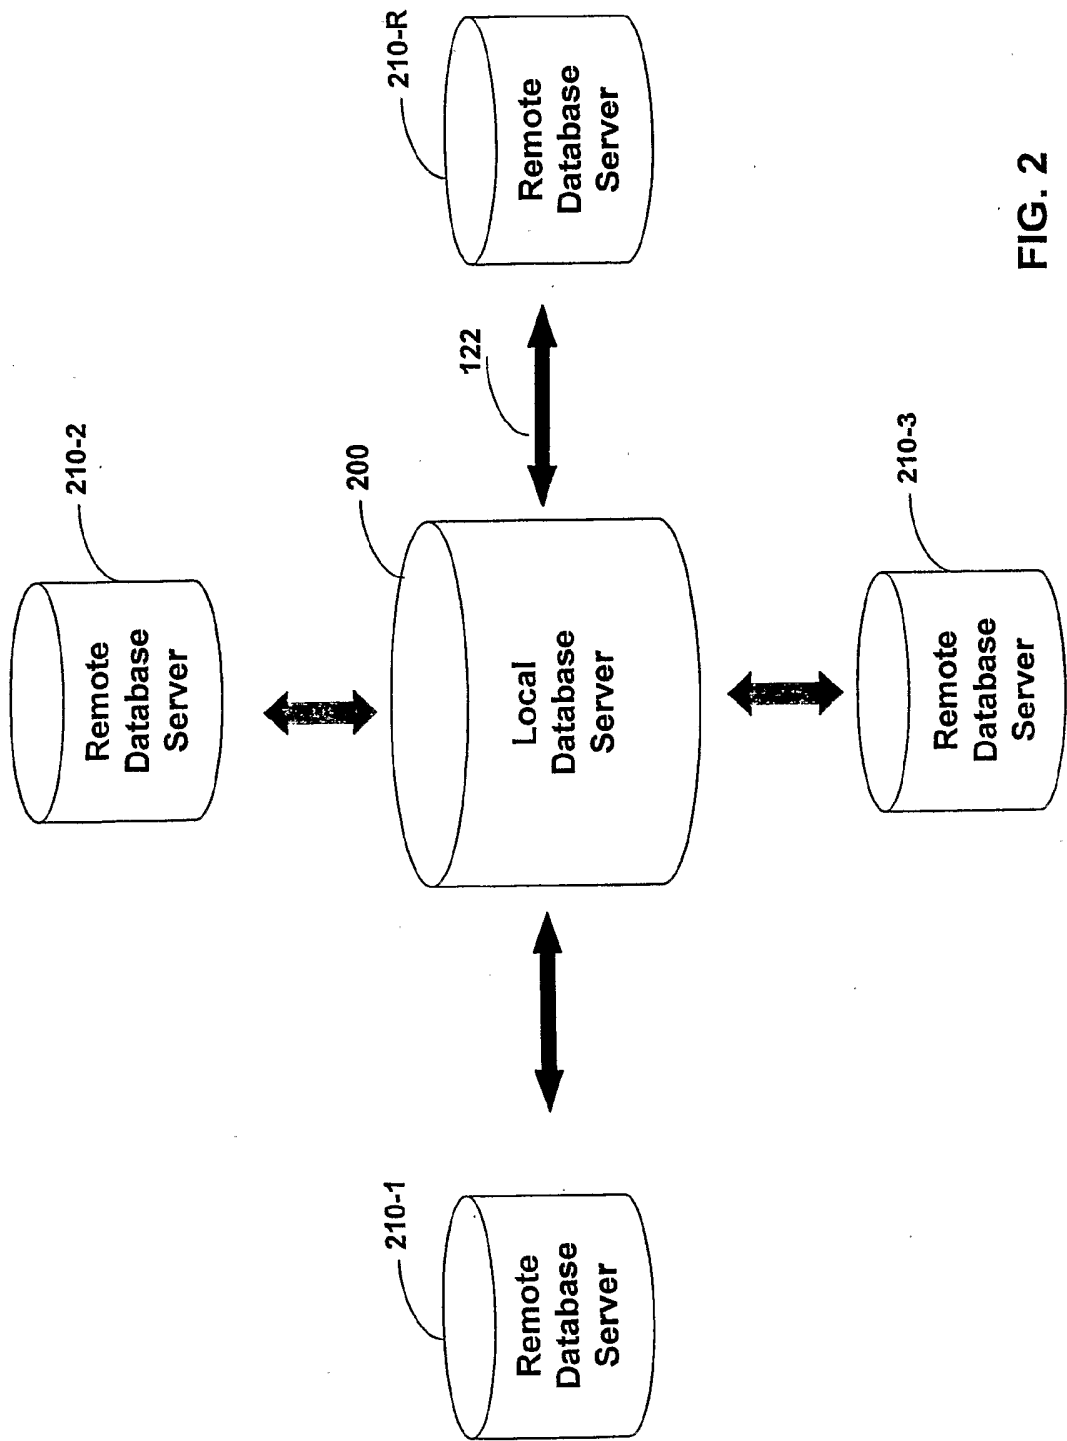 210-2
Remote
Database
Server
200
Local
Database
Server
210-1
Remote
Database
Server
122
210-R
Remote
Database
Server
210-3
Remote
Database
Server
FIG. 2